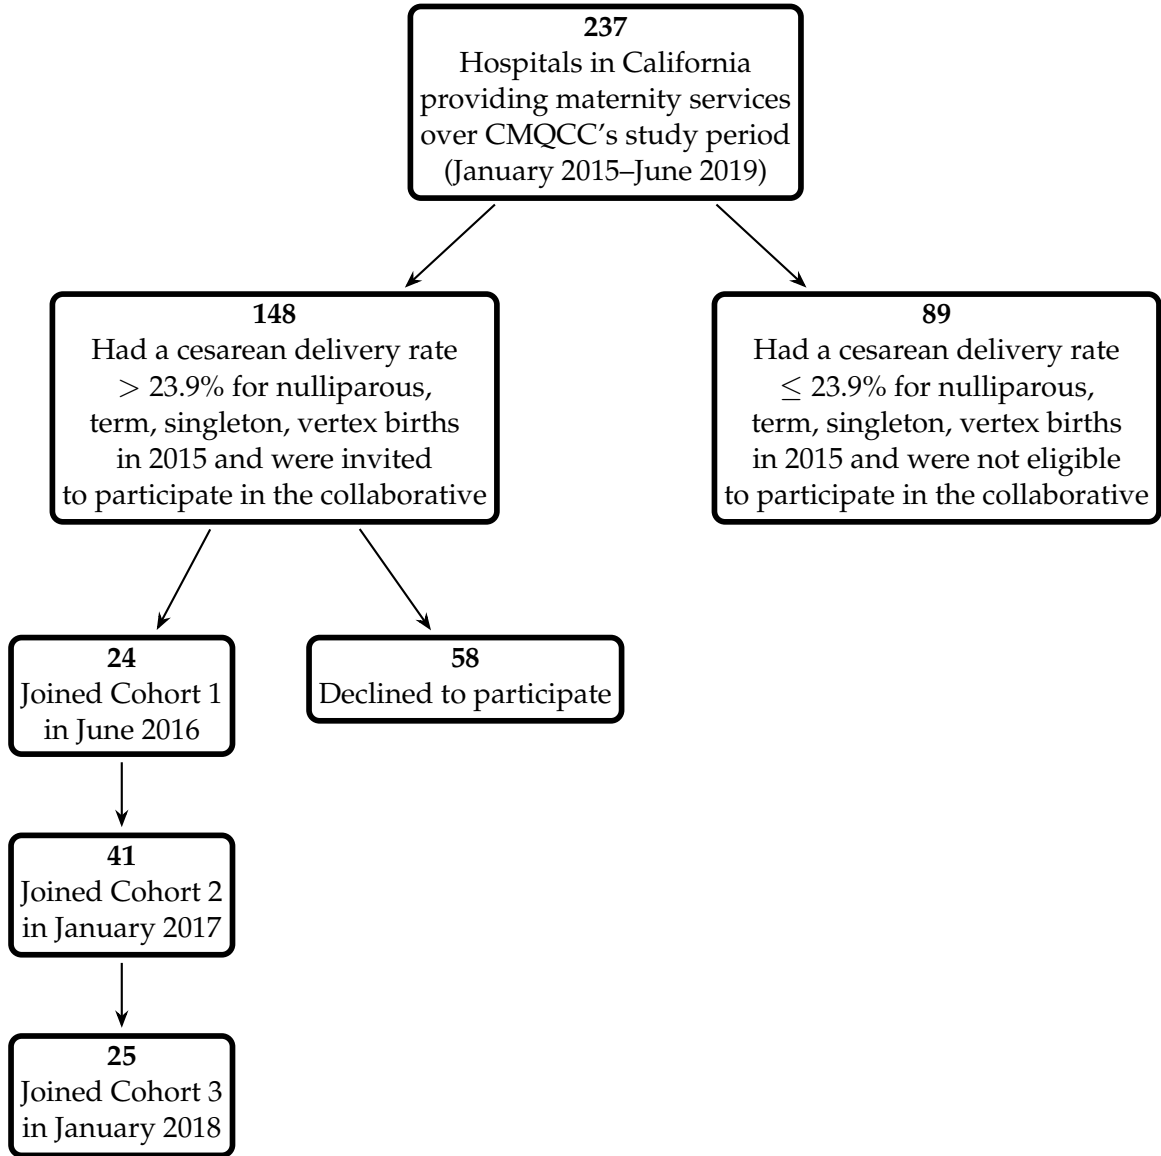 237
Hospitals in California
providing maternity services
over CMQCC's study period
(January 2015–June 2019)
148
Had a cesarean delivery rate
> 23.9% for nulliparous,
term, singleton, vertex births
in 2015 and were invited
to participate in the collaborative
89
Had a cesarean delivery rate
≤ 23.9% for nulliparous,
term, singleton, vertex births
in 2015 and were not eligible
to participate in the collaborative
24
Joined Cohort 1
in June 2016
58
Declined to participate
41
Joined Cohort 2
in January 2017
25
Joined Cohort 3
in January 2018